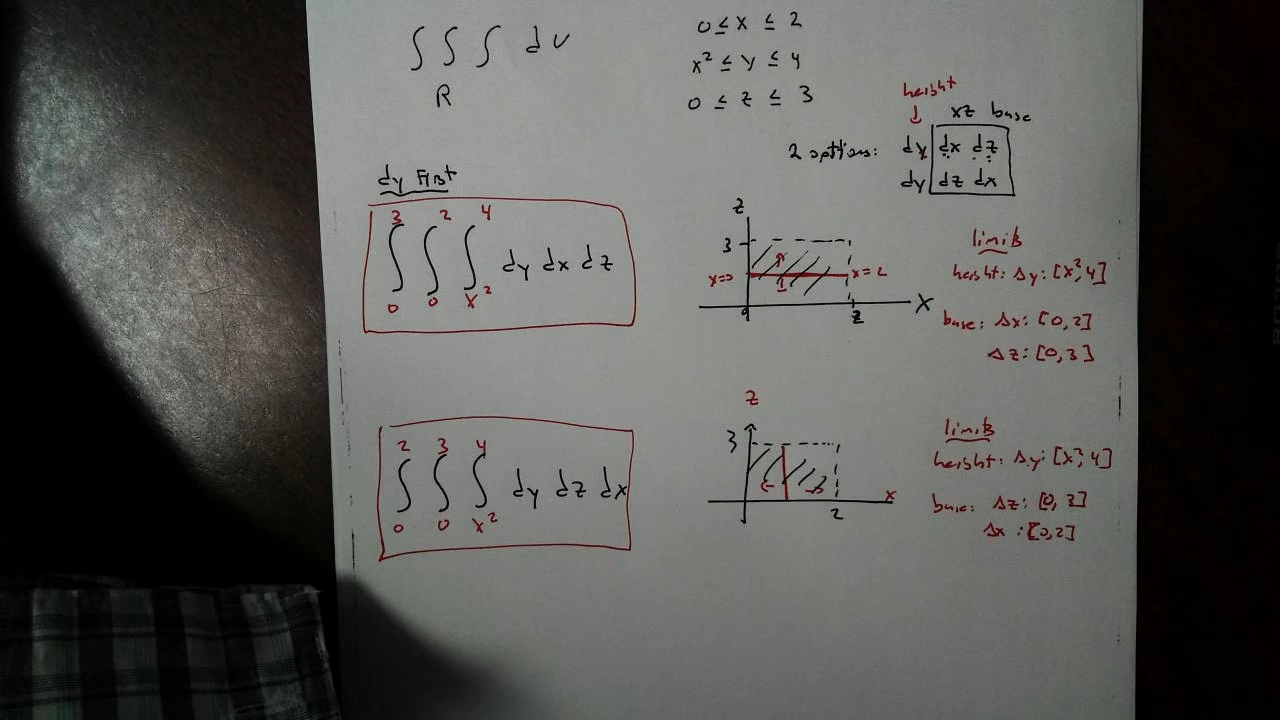 ∫ ∫ ∫ dv
R
0 ≤ x ≤ 2
x² ≤ y ≤ 4
0 ≤ z ≤ 3
height
↓ xz base
2 options: dy dx dz
dy dz dx
dy First
3 2 4
∫ ∫ ∫ dy dx dz
0 0 x²
z
3
x=0 x=2
x
0 2
limits
height: Δy: [x², 4]
base: Δx: [0, 2]
Δz: [0, 3]
2 3 4
∫ ∫ ∫ dy dz dx
0 0 x²
z
3
x
2
limits
height: Δy: [x², 4]
base: Δz: [0, 3]
Δx: [0, 2]